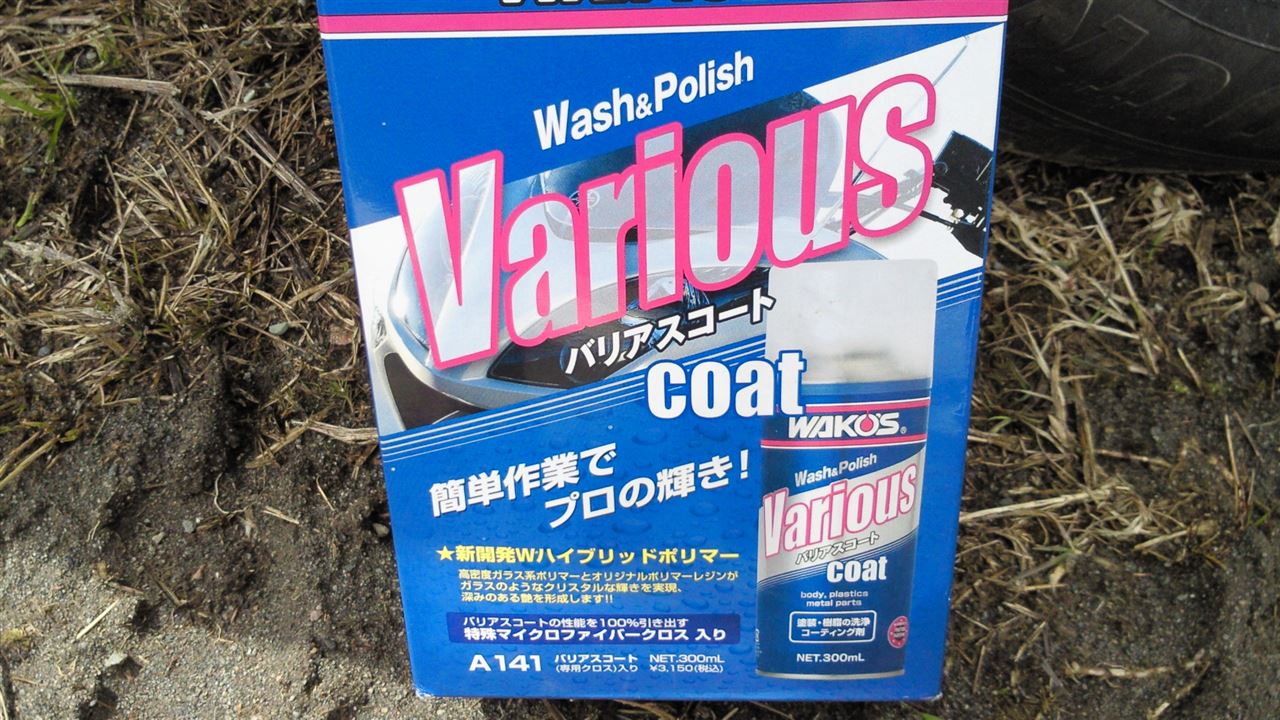 Wash&Polish
Various
バリアスコート
coat
簡単作業で
プロの輝き!
★新開発Wハイブリッドポリマー
高密度ガラス系ポリマーとオリジナルポリマーレジンが
ガラスのようなクリスタルな輝きを実現、
深みのある艶を形成します!!
バリアスコートの性能を100%引き出す
特殊マイクロファイバークロス 入り
A141 バリアスコート NET.300mL
(専用クロス)入り ¥3,150(税込)
WAKO'S®
Wash&Polish
Various
バリアスコート
coat
body, plastics
metal parts
塗装・樹脂の洗浄
コーティング剤
NET.300mL